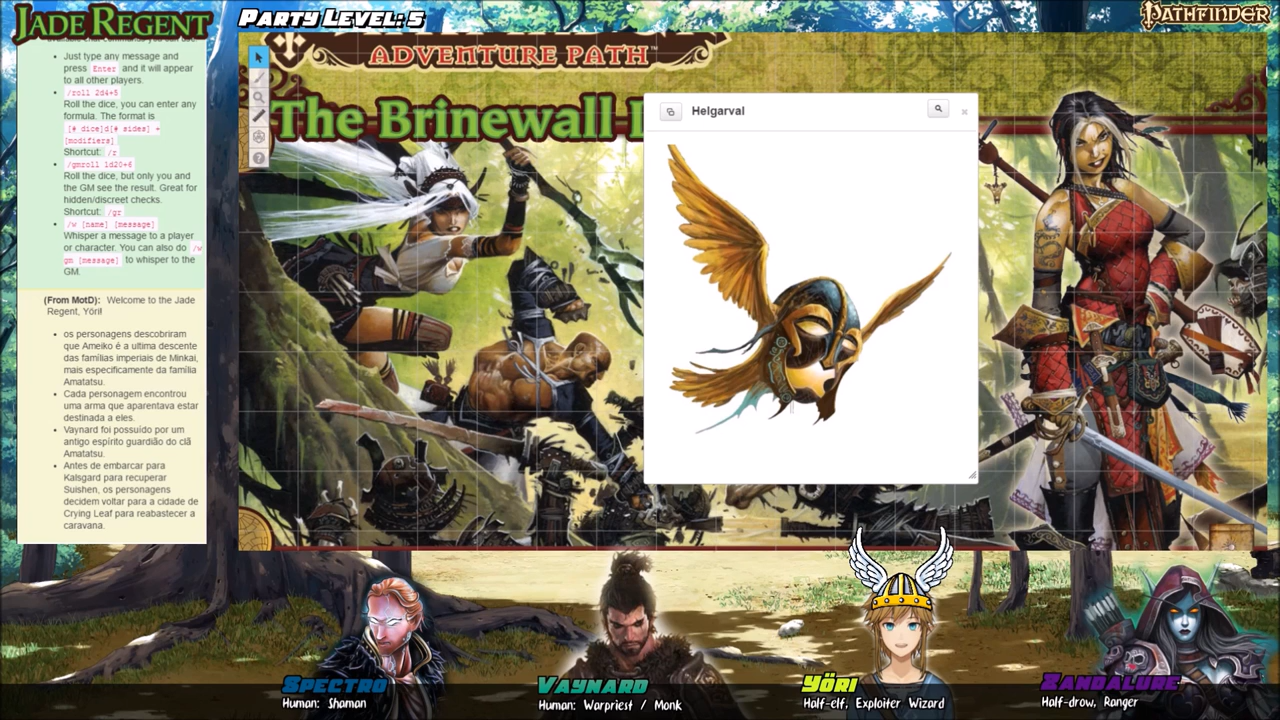 JADE REGENT
PARTY LEVEL: 5
PATHFINDER
Just type any message and
press Enter and it will appear
to all other players.
/roll 2d4+5
Roll the dice, you can enter any
formula. The format is
[# dice]d[# sides] +
[modifiers]
Shortcut: /r
/gmroll 1d20+6
Roll the dice, but only you and
the GM see the result. Great for
hidden/discreet checks.
Shortcut: /gr
/w [name] [message]
Whisper a message to a player
or character. You can also do /w
gm [message] to whisper to the
GM.
(From MotD): Welcome to the Jade
Regent, Yöri!
os personagens descobriram
que Ameiko é a ultima descente
das famílias imperiais de Minkai,
mais especificamente da família
Amatatsu.
Cada personagem encontrou
uma arma que aparentava estar
destinada a eles.
Vaynard foi possuído por um
antigo espírito guardião do clã
Amatatsu.
Antes de embarcar para
Kalsgard para recuperar
Suishen, os personagens
decidem voltar para a cidade de
Crying Leaf para reabastecer a
caravana.
ADVENTURE PATH™
The Brinewall
Helgarval
SPECTRO
Human: Shaman
VAYNARD
Human: Warpriest / Monk
YÖRI
Half-elf, Exploiter Wizard
ZANDALURE
Half-drow, Ranger